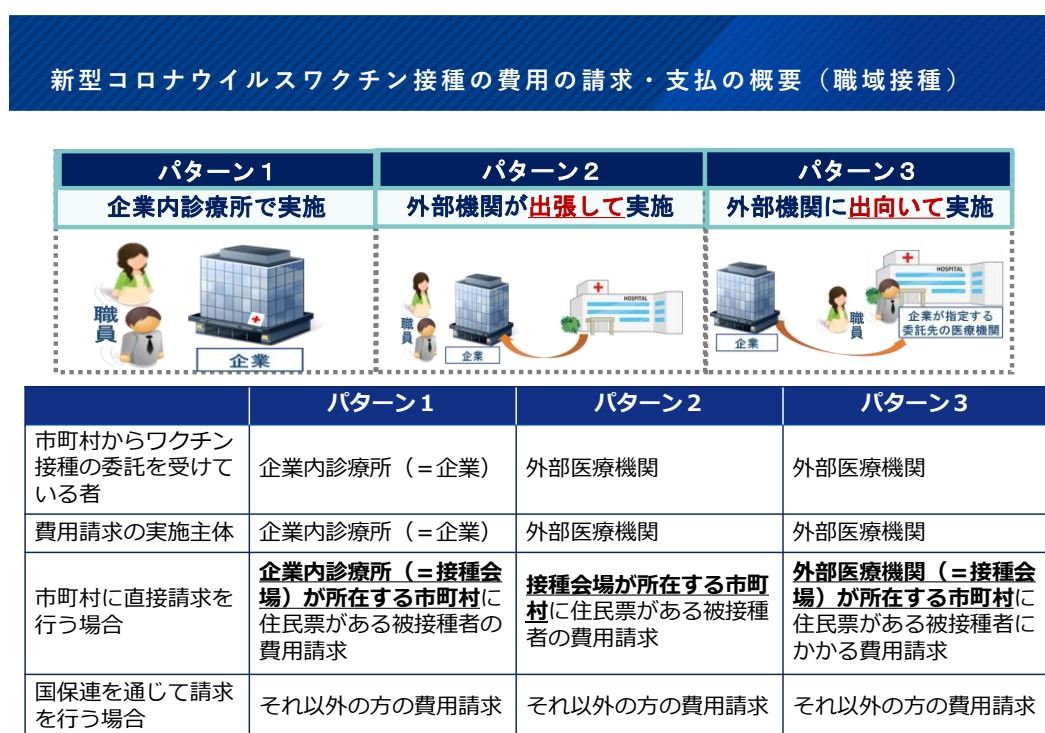 新型コロナウイルスワクチン接種の費用の請求・支払の概要（職域接種）
パターン１
パターン２
パターン３
企業内診療所で実施
外部機関が出張して実施
外部機関に出向いて実施
職員
企業
職員
企業
HOSPITAL
企業
職員
HOSPITAL
企業が指定する
委託先の医療機関
パターン１
パターン２
パターン３
市町村からワクチン
接種の委託を受けて
いる者
企業内診療所（＝企業）
外部医療機関
外部医療機関
費用請求の実施主体
企業内診療所（＝企業）
外部医療機関
外部医療機関
市町村に直接請求を
行う場合
企業内診療所（＝接種会
場）が所在する市町村に
住民票がある被接種者の
費用請求
接種会場が所在する市町
村に住民票がある被接種
者の費用請求
外部医療機関（＝接種会
場）が所在する市町村に
住民票がある被接種者に
かかる費用請求
国保連を通じて請求
を行う場合
それ以外の方の費用請求
それ以外の方の費用請求
それ以外の方の費用請求